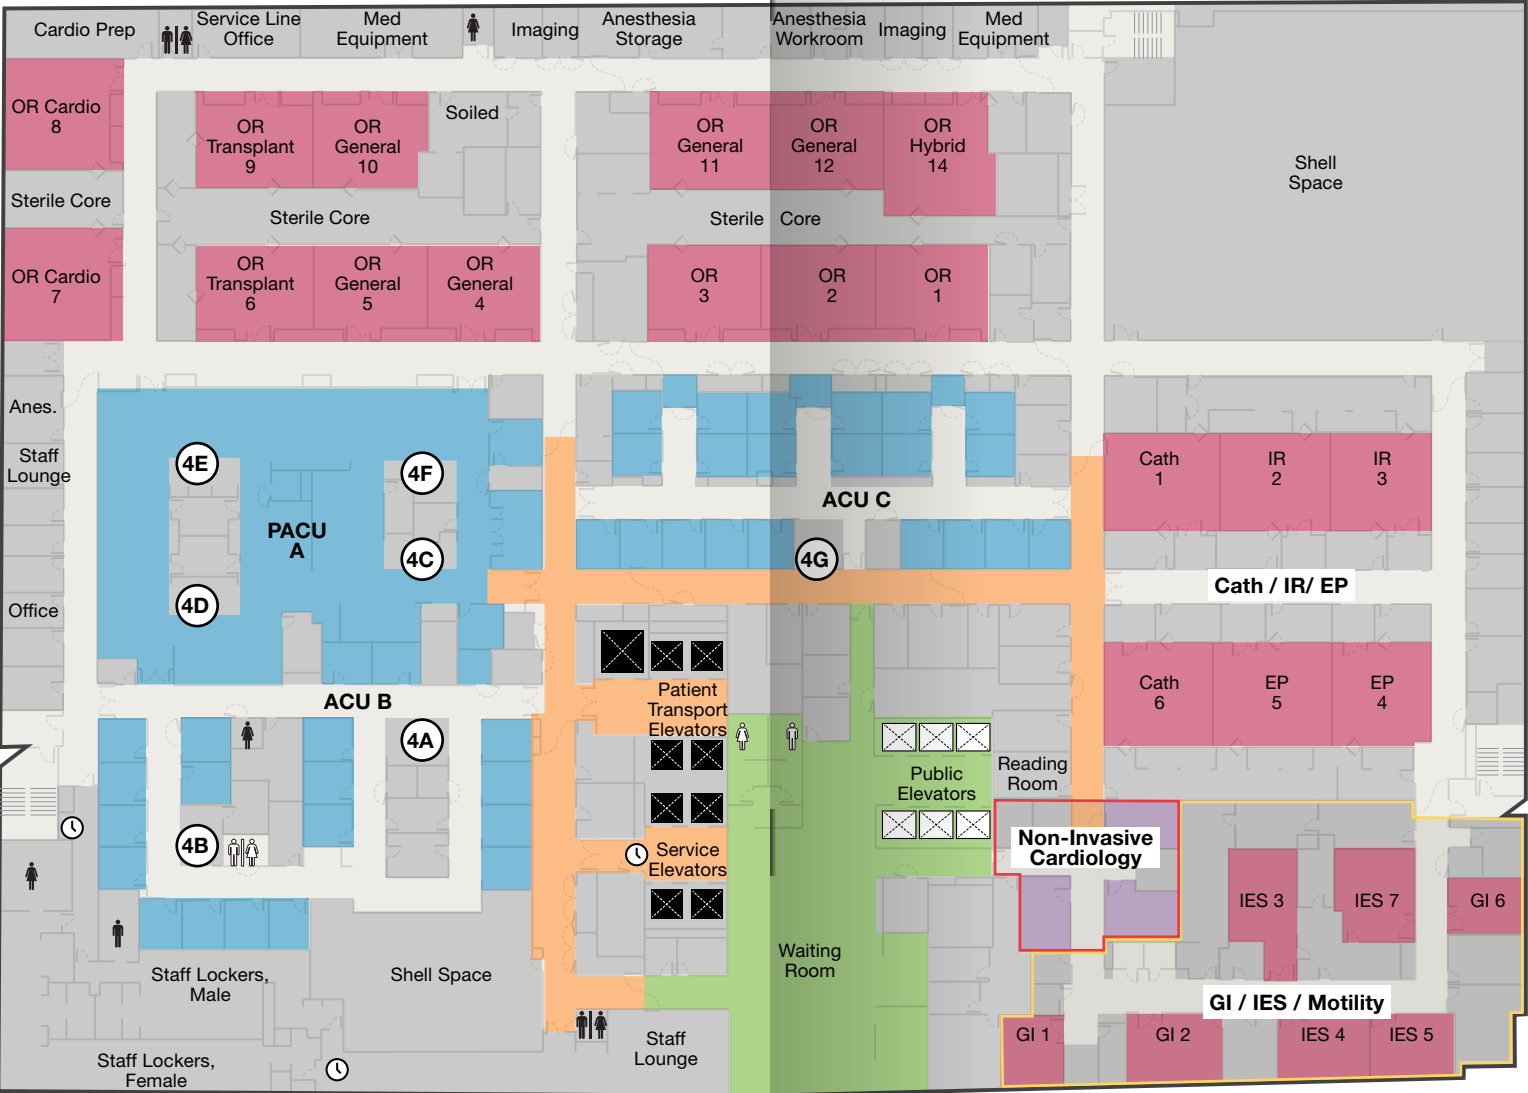 Cardio Prep
Service Line
Office
Med
Equipment
Imaging
Anesthesia
Storage
Anesthesia
Workroom
Imaging
Med
Equipment
OR Cardio
8
OR
Transplant
9
OR
General
10
Soiled
OR
General
11
OR
General
12
OR
Hybrid
14
Shell
Space
Sterile Core
Sterile Core
Sterile Core
OR Cardio
7
OR
Transplant
6
OR
General
5
OR
General
4
OR
3
OR
2
OR
1
Anes.
Staff
Lounge
4E
4F
PACU
A
4C
4D
Office
ACU C
4G
Cath
1
IR
2
IR
3
Cath / IR/ EP
Cath
6
EP
5
EP
4
ACU B
4A
4B
Patient
Transport
Elevators
Public
Elevators
Reading
Room
Service
Elevators
Non-Invasive
Cardiology
IES 3
IES 7
GI 6
Waiting
Room
Staff Lockers,
Male
Shell Space
GI / IES / Motility
GI 1
GI 2
IES 4
IES 5
Staff
Lounge
Staff Lockers,
Female